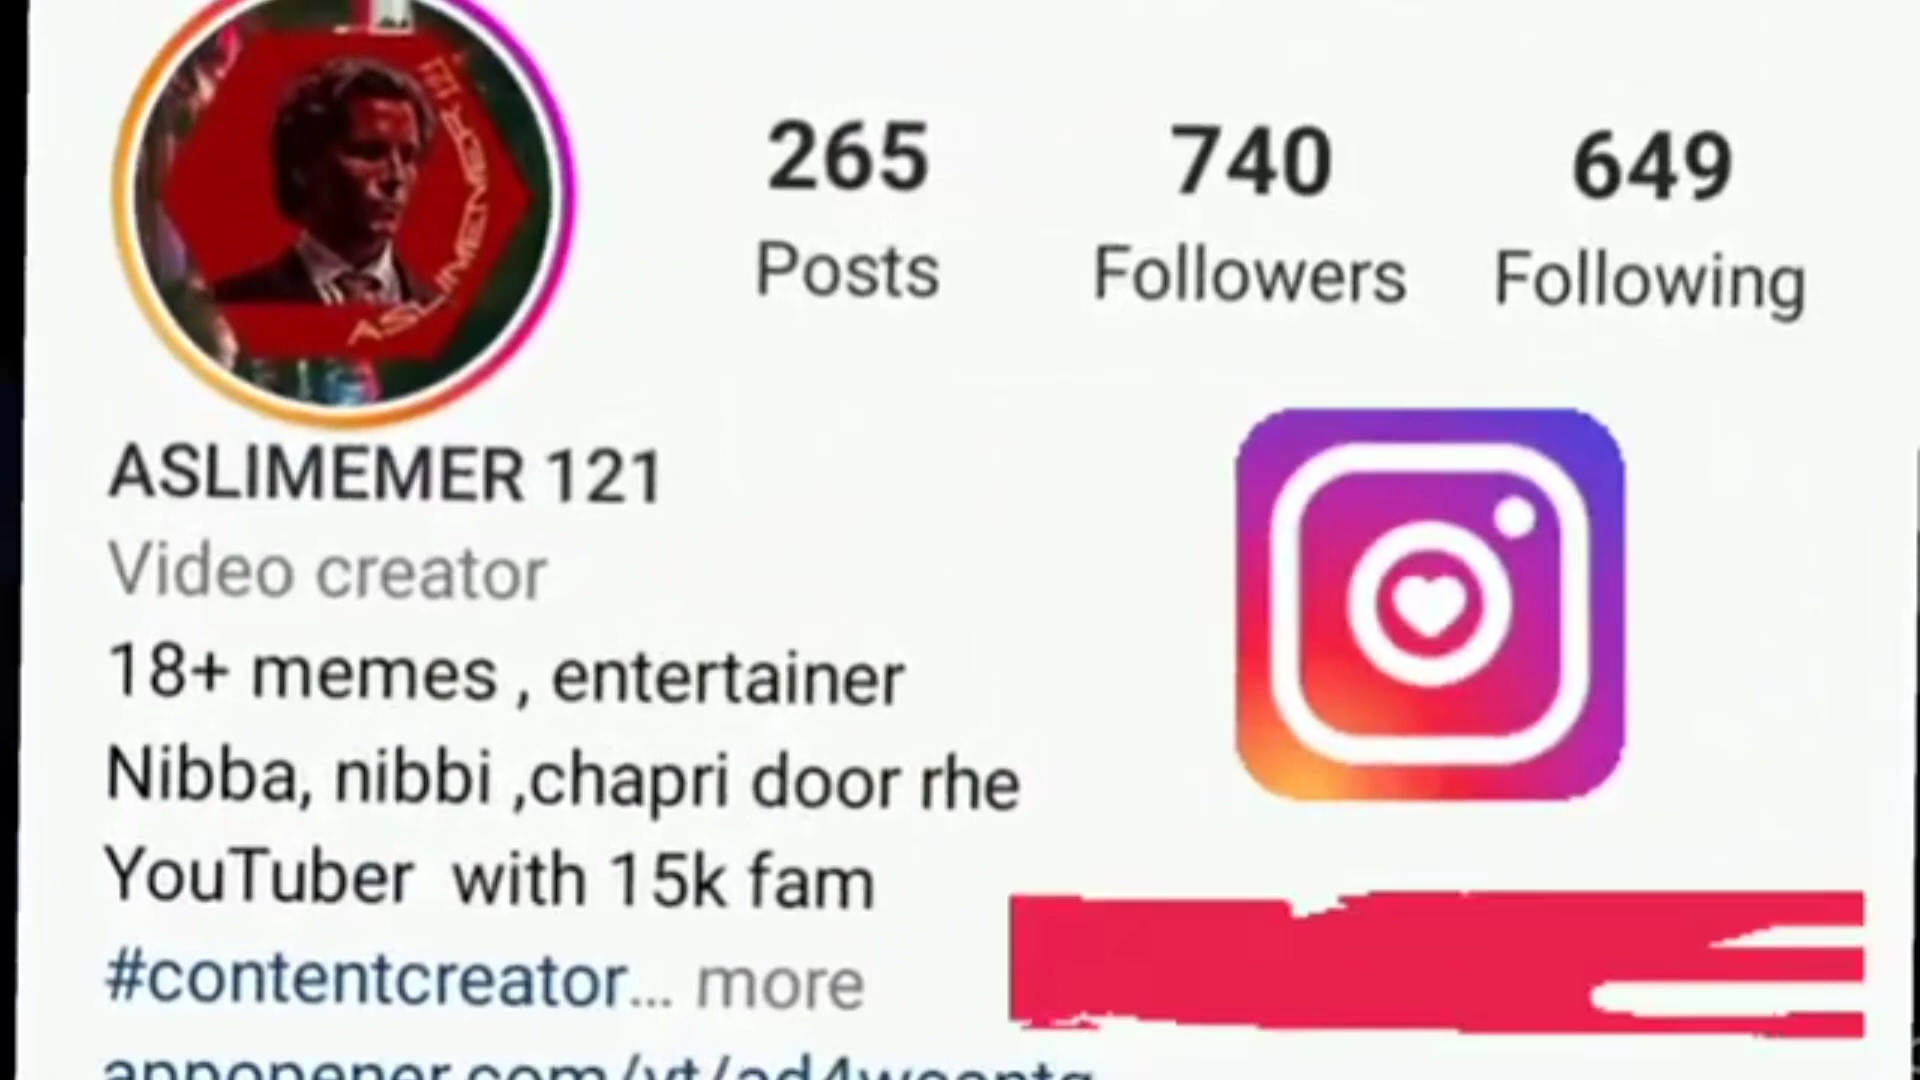 265 740 649
Posts Followers Following
ASLIMEMER 121
Video creator
18+ memes , entertainer
Nibba, nibbi ,chapri door rhe
YouTuber with 15k fam
#contentcreator... more